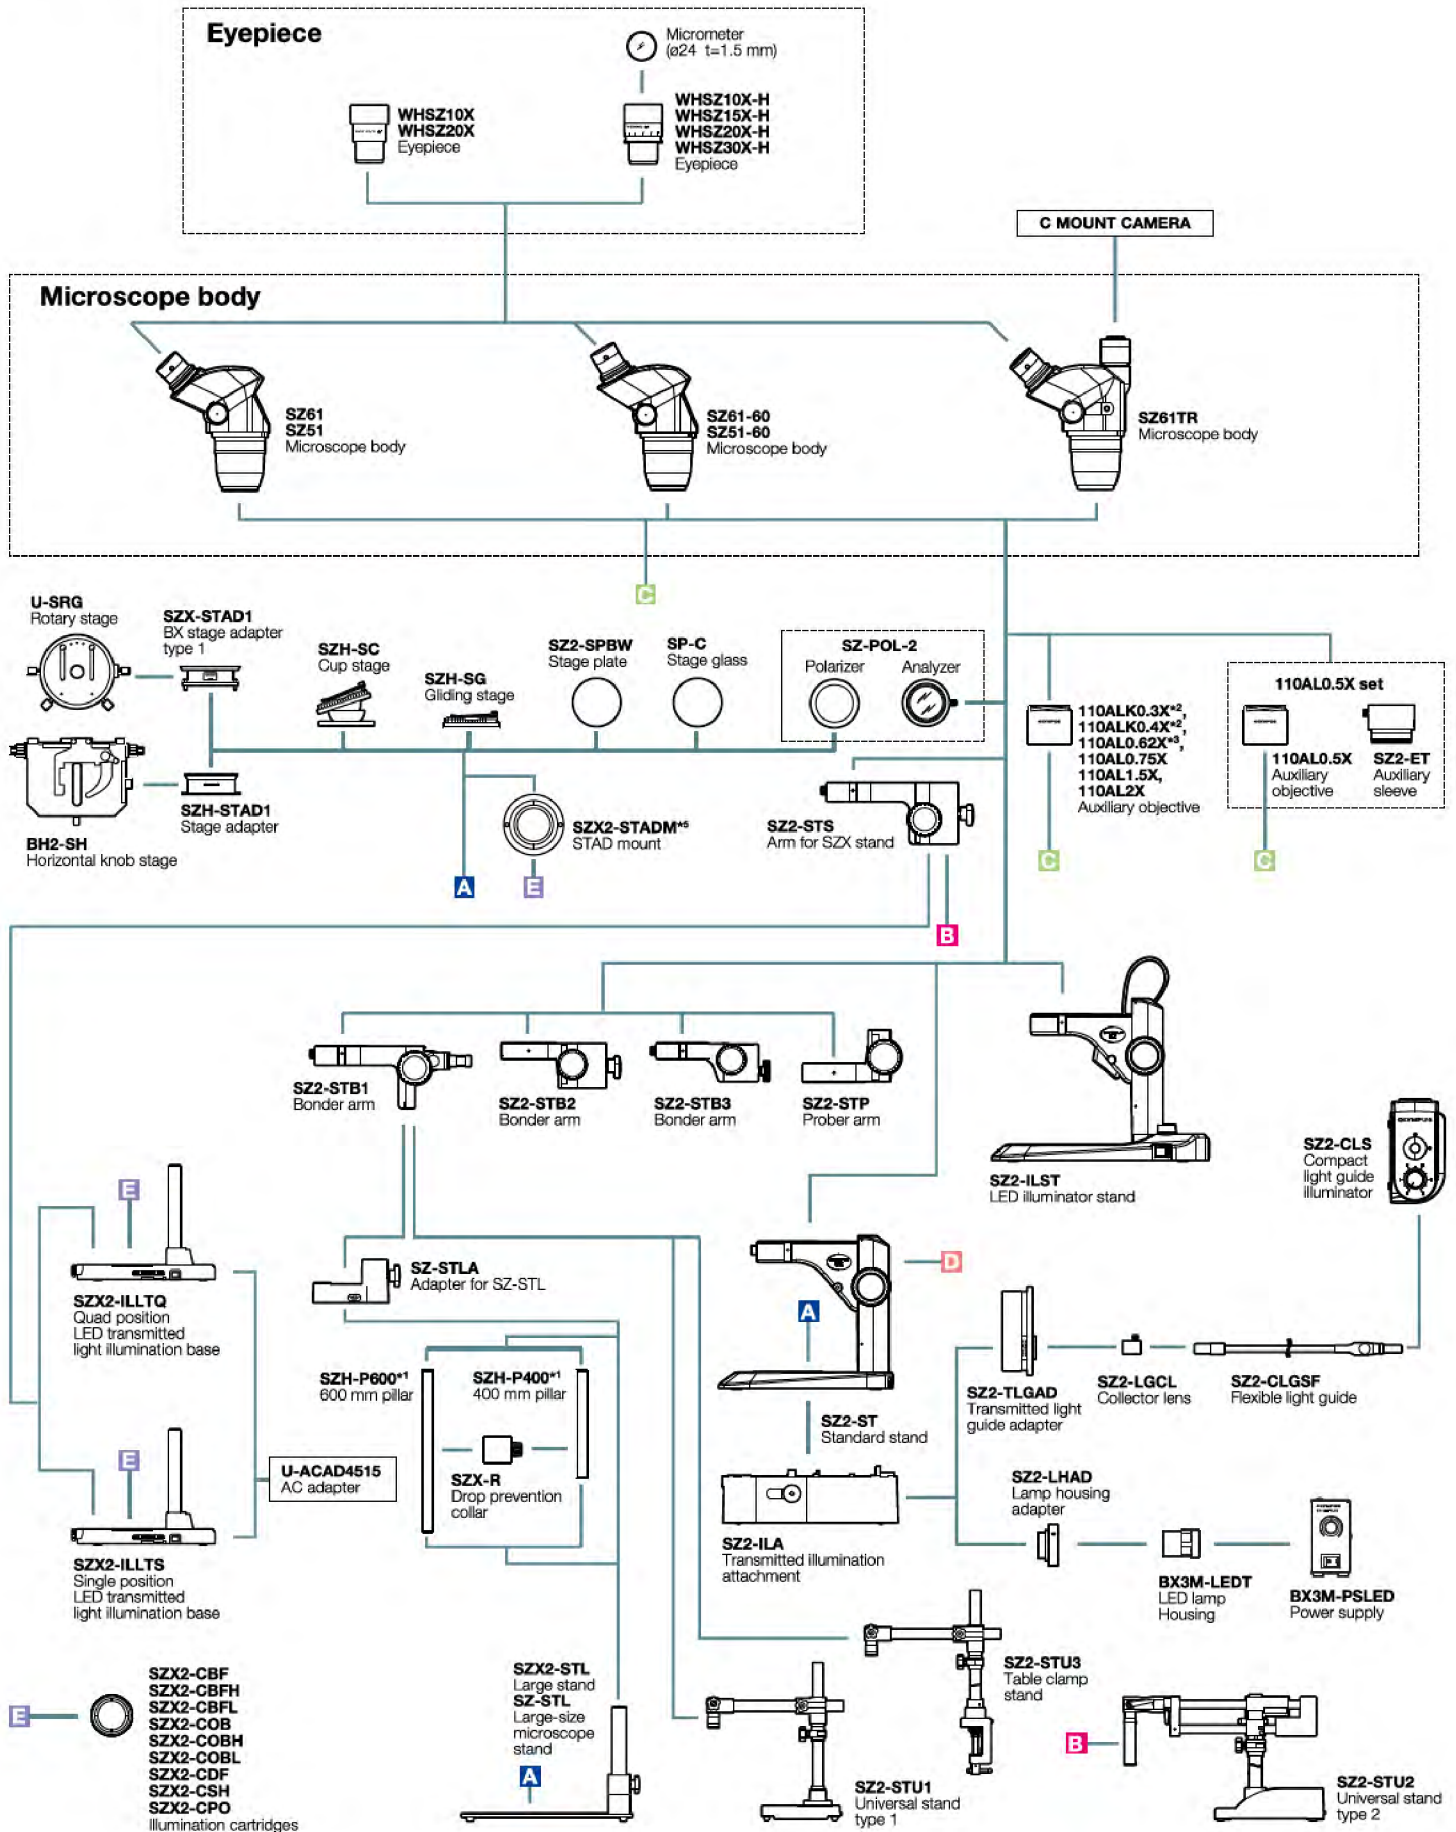 Eyepiece
Micrometer
(ø24 t=1.5 mm)
WHSZ10X
WHSZ20X
Eyepiece
WHSZ10X-H
WHSZ15X-H
WHSZ20X-H
WHSZ30X-H
Eyepiece
C MOUNT CAMERA
Microscope body
SZ61
SZ51
Microscope body
SZ61-60
SZ51-60
Microscope body
SZ61TR
Microscope body
C
U-SRG
Rotary stage
SZX-STAD1
BX stage adapter
type 1
SZH-SC
Cup stage
SZH-SG
Gliding stage
SZ2-SPBW
Stage plate
SP-C
Stage glass
SZ-POL-2
Polarizer
Analyzer
110AL0.5X set
110ALK0.3X*2,
110ALK0.4X*2,
110AL0.62X*3,
110AL0.75X
110AL1.5X,
110AL2X
Auxiliary objective
110AL0.5X
Auxiliary
objective
SZ2-ET
Auxiliary
sleeve
BH2-SH
Horizontal knob stage
SZH-STAD1
Stage adapter
SZX2-STADM*5
STAD mount
SZ2-STS
Arm for SZX stand
C
C
A
E
B
SZ2-STB1
Bonder arm
SZ2-STB2
Bonder arm
SZ2-STB3
Bonder arm
SZ2-STP
Prober arm
SZ2-ILST
LED illuminator stand
OLYMPUS
SZ2-CLS
Compact
light guide
illuminator
E
SZX2-ILLTQ
Quad position
LED transmitted
light illumination base
SZ-STLA
Adapter for SZ-STL
D
A
SZH-P600*1
600 mm pillar
SZH-P400*1
400 mm pillar
SZX-R
Drop prevention
collar
SZ2-ST
Standard stand
SZ2-TLGAD
Transmitted light
guide adapter
SZ2-LGCL
Collector lens
SZ2-CLGSF
Flexible light guide
E
U-ACAD4515
AC adapter
SZX2-ILLTS
Single position
LED transmitted
light illumination base
SZ2-ILA
Transmitted illumination
attachment
SZ2-LHAD
Lamp housing
adapter
BX3M-LEDT
LED lamp
Housing
BX3M-PSLED
Power supply
E
SZX2-CBF
SZX2-CBFH
SZX2-CBFL
SZX2-COB
SZX2-COBH
SZX2-COBL
SZX2-CDF
SZX2-CSH
SZX2-CPO
Illumination cartridges
SZX2-STL
Large stand
SZ-STL
Large-size
microscope
stand
A
SZ2-STU3
Table clamp
stand
SZ2-STU1
Universal stand
type 1
B
SZ2-STU2
Universal stand
type 2